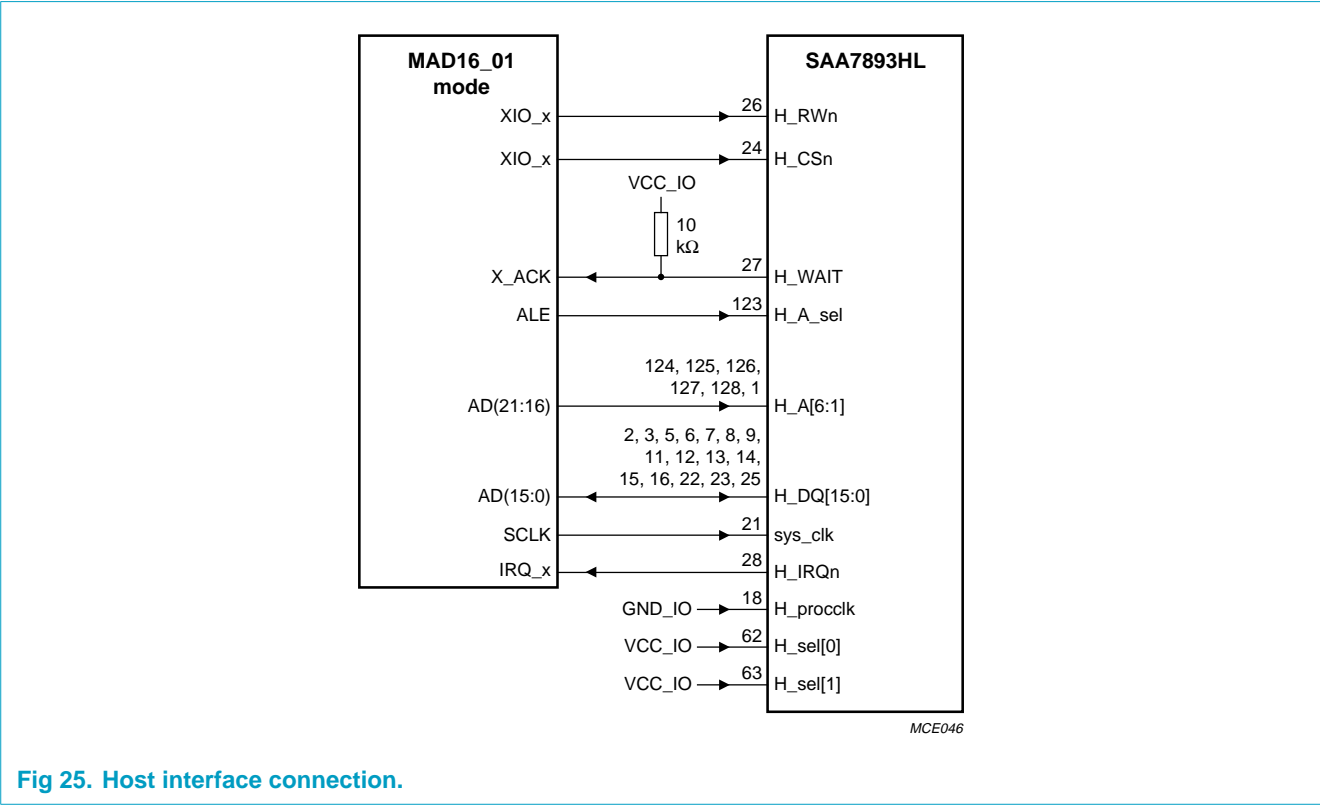 MAD16_01
mode
SAA7893HL
XIO_x
26
H_RWn
XIO_x
24
H_CSn
VCC_IO
10
kΩ
X_ACK
27
H_WAIT
ALE
123
H_A_sel
124, 125, 126,
127, 128, 1
AD(21:16)
H_A[6:1]
2, 3, 5, 6, 7, 8, 9,
11, 12, 13, 14,
15, 16, 22, 23, 25
AD(15:0)
H_DQ[15:0]
SCLK
21
sys_clk
IRQ_x
28
H_IRQn
GND_IO
18
H_procclk
VCC_IO
62
H_sel[0]
VCC_IO
63
H_sel[1]
MCE046
Fig 25. Host interface connection.